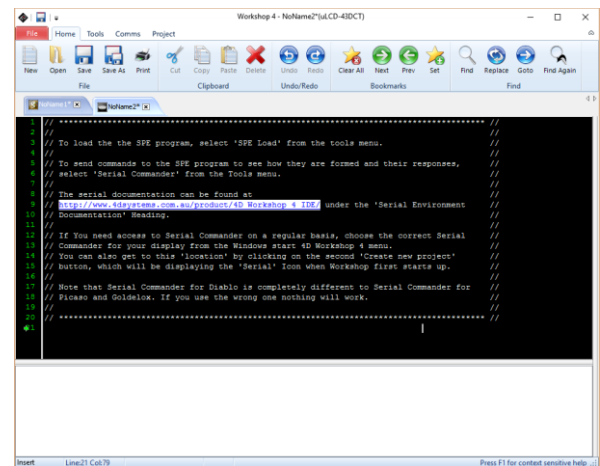 Workshop 4 - NoName2*(uLCD-43DCT)
File Home Tools Comms Project
New Open Save Save As Print Cut Copy Paste Delete Undo Redo Clear All Next Prev Set Find Replace Goto Find Again
File Clipboard Undo/Redo Bookmarks Find
NoName1* NoName2*
1 // ************************************************************************************ //
2 // //
3 // To load the the SPE program, select 'SPE Load' from the tools menu. //
4 // //
5 // To send commands to the SPE program to see how they are formed and their responses, //
6 // select 'Serial Commander' from the Tools menu. //
7 // //
8 // The serial documentation can be found at //
9 // http://www.4dsystems.com.au/product/4D Workshop 4 IDE/ under the 'Serial Environment //
10 // Documentation' Heading. //
11 // //
12 // If You need access to Serial Commander on a regular basis, choose the correct Serial //
13 // Commander for your display from the Windows start 4D Workshop 4 menu. //
14 // You can also get to this 'location' by clicking on the second 'Create new project' //
15 // button, which will be displaying the 'Serial' Icon when Workshop first starts up. //
16 // //
17 // Note that Serial Commander for Diablo is completely different to Serial Commander for //
18 // Picaso and Goldelox. If you use the wrong one nothing will work. //
19 // //
20 // ************************************************************************************ //
21
Insert Line:21 Col:79 Press F1 for context sensitive help